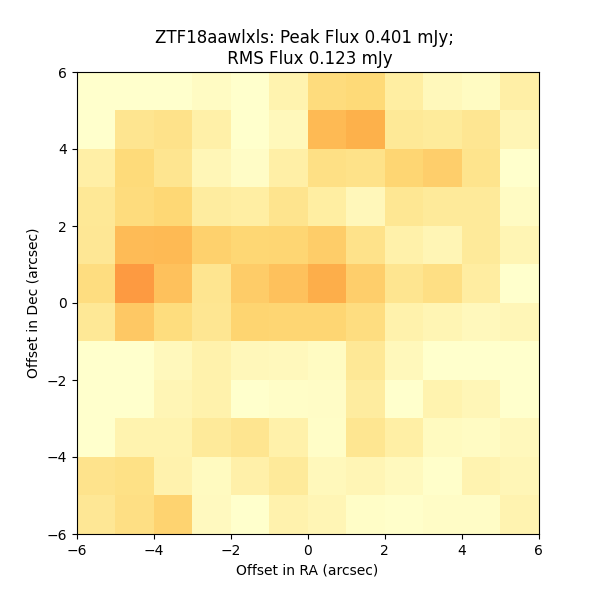 ZTF18aawlxls: Peak Flux 0.401 mJy;
RMS Flux 0.123 mJy
6
4
2
0
−2
−4
−6
Offset in Dec (arcsec)
−6 −4 −2 0 2 4 6
Offset in RA (arcsec)